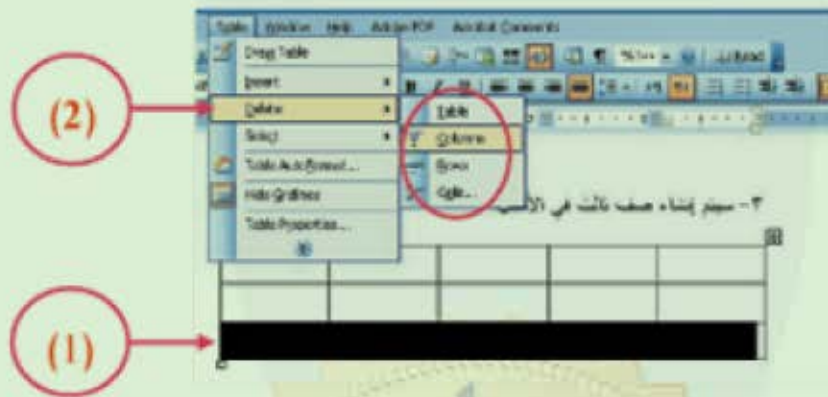 Table Window Help Adobe PDF Acrobat Comments
Draw Table
Insert
Delete
Select
Table AutoFormat...
Hide Gridlines
Table Properties...
Table
Columns
Rows
Cells...
(2)
٣- سيتم إنشاء صف ثالث في
(1)